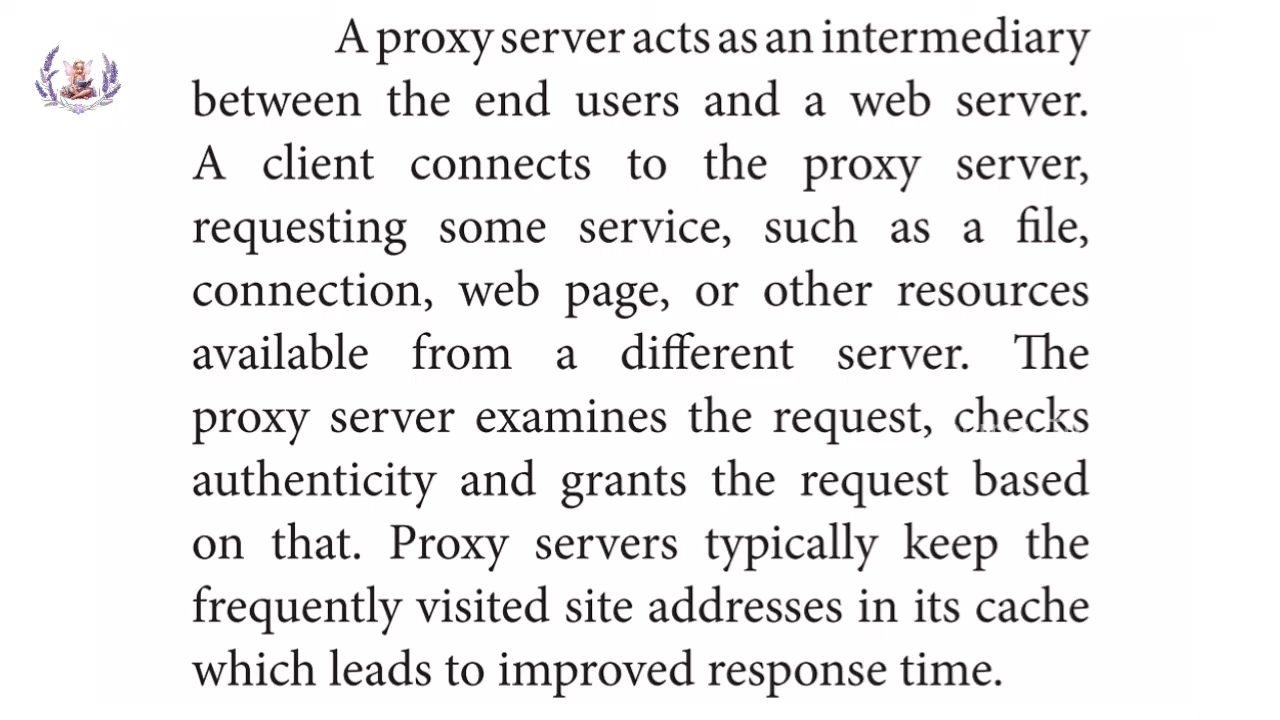 A proxy server acts as an intermediary
between the end users and a web server.
A client connects to the proxy server,
requesting some service, such as a file,
connection, web page, or other resources
available from a different server. The
proxy server examines the request, checks
authenticity and grants the request based
on that. Proxy servers typically keep the
frequently visited site addresses in its cache
which leads to improved response time.